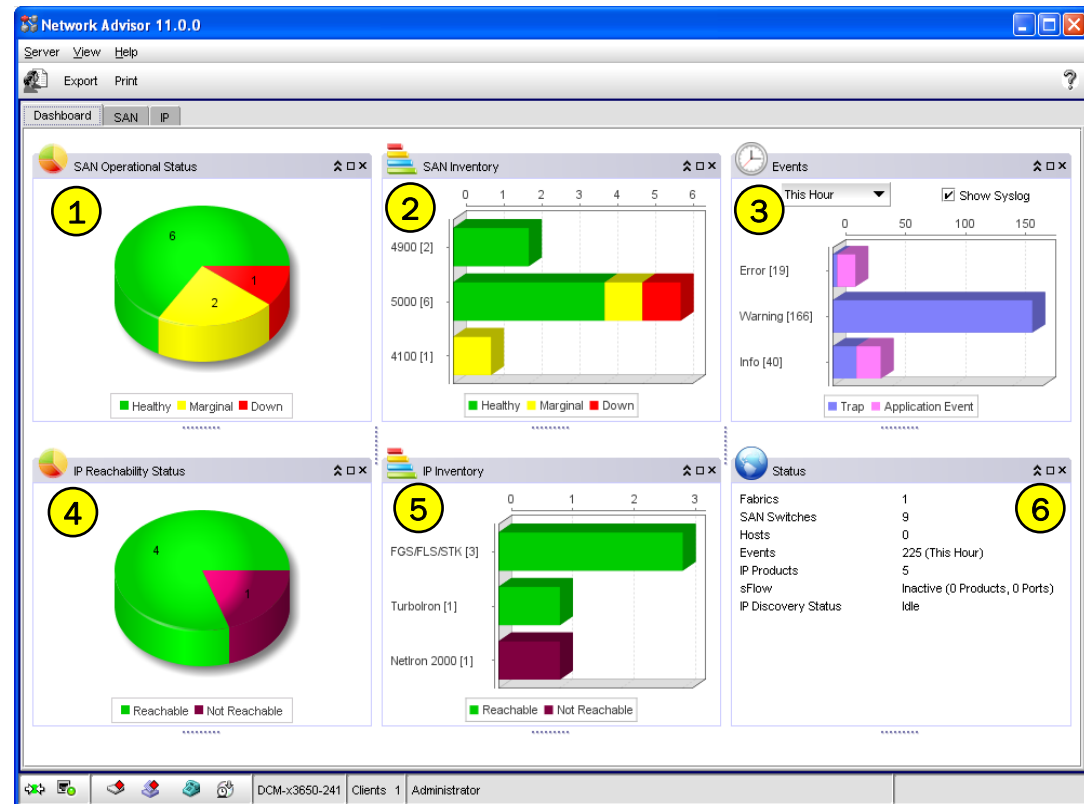 Network Advisor 11.0.0
Server View Help
Export Print
?
Dashboard SAN IP
SAN Operational Status
1
6
1
2
Healthy Marginal Down
SAN Inventory
2
0 1 2 3 4 5 6
4900 [2]
5000 [6]
4100 [1]
Healthy Marginal Down
Events
3
This Hour Show Syslog
0 50 100 150
Error [19]
Warning [166]
Info [40]
Trap Application Event
IP Reachability Status
4
4
1
Reachable Not Reachable
IP Inventory
5
0 1 2 3
FGS/FLS/STK [3]
TurboIron [1]
NetIron 2000 [1]
Reachable Not Reachable
Status
6
Fabrics 1
SAN Switches 9
Hosts 0
Events 225 (This Hour)
IP Products 5
sFlow Inactive (0 Products, 0 Ports)
IP Discovery Status Idle
DCM-x3650-241 Clients 1 Administrator